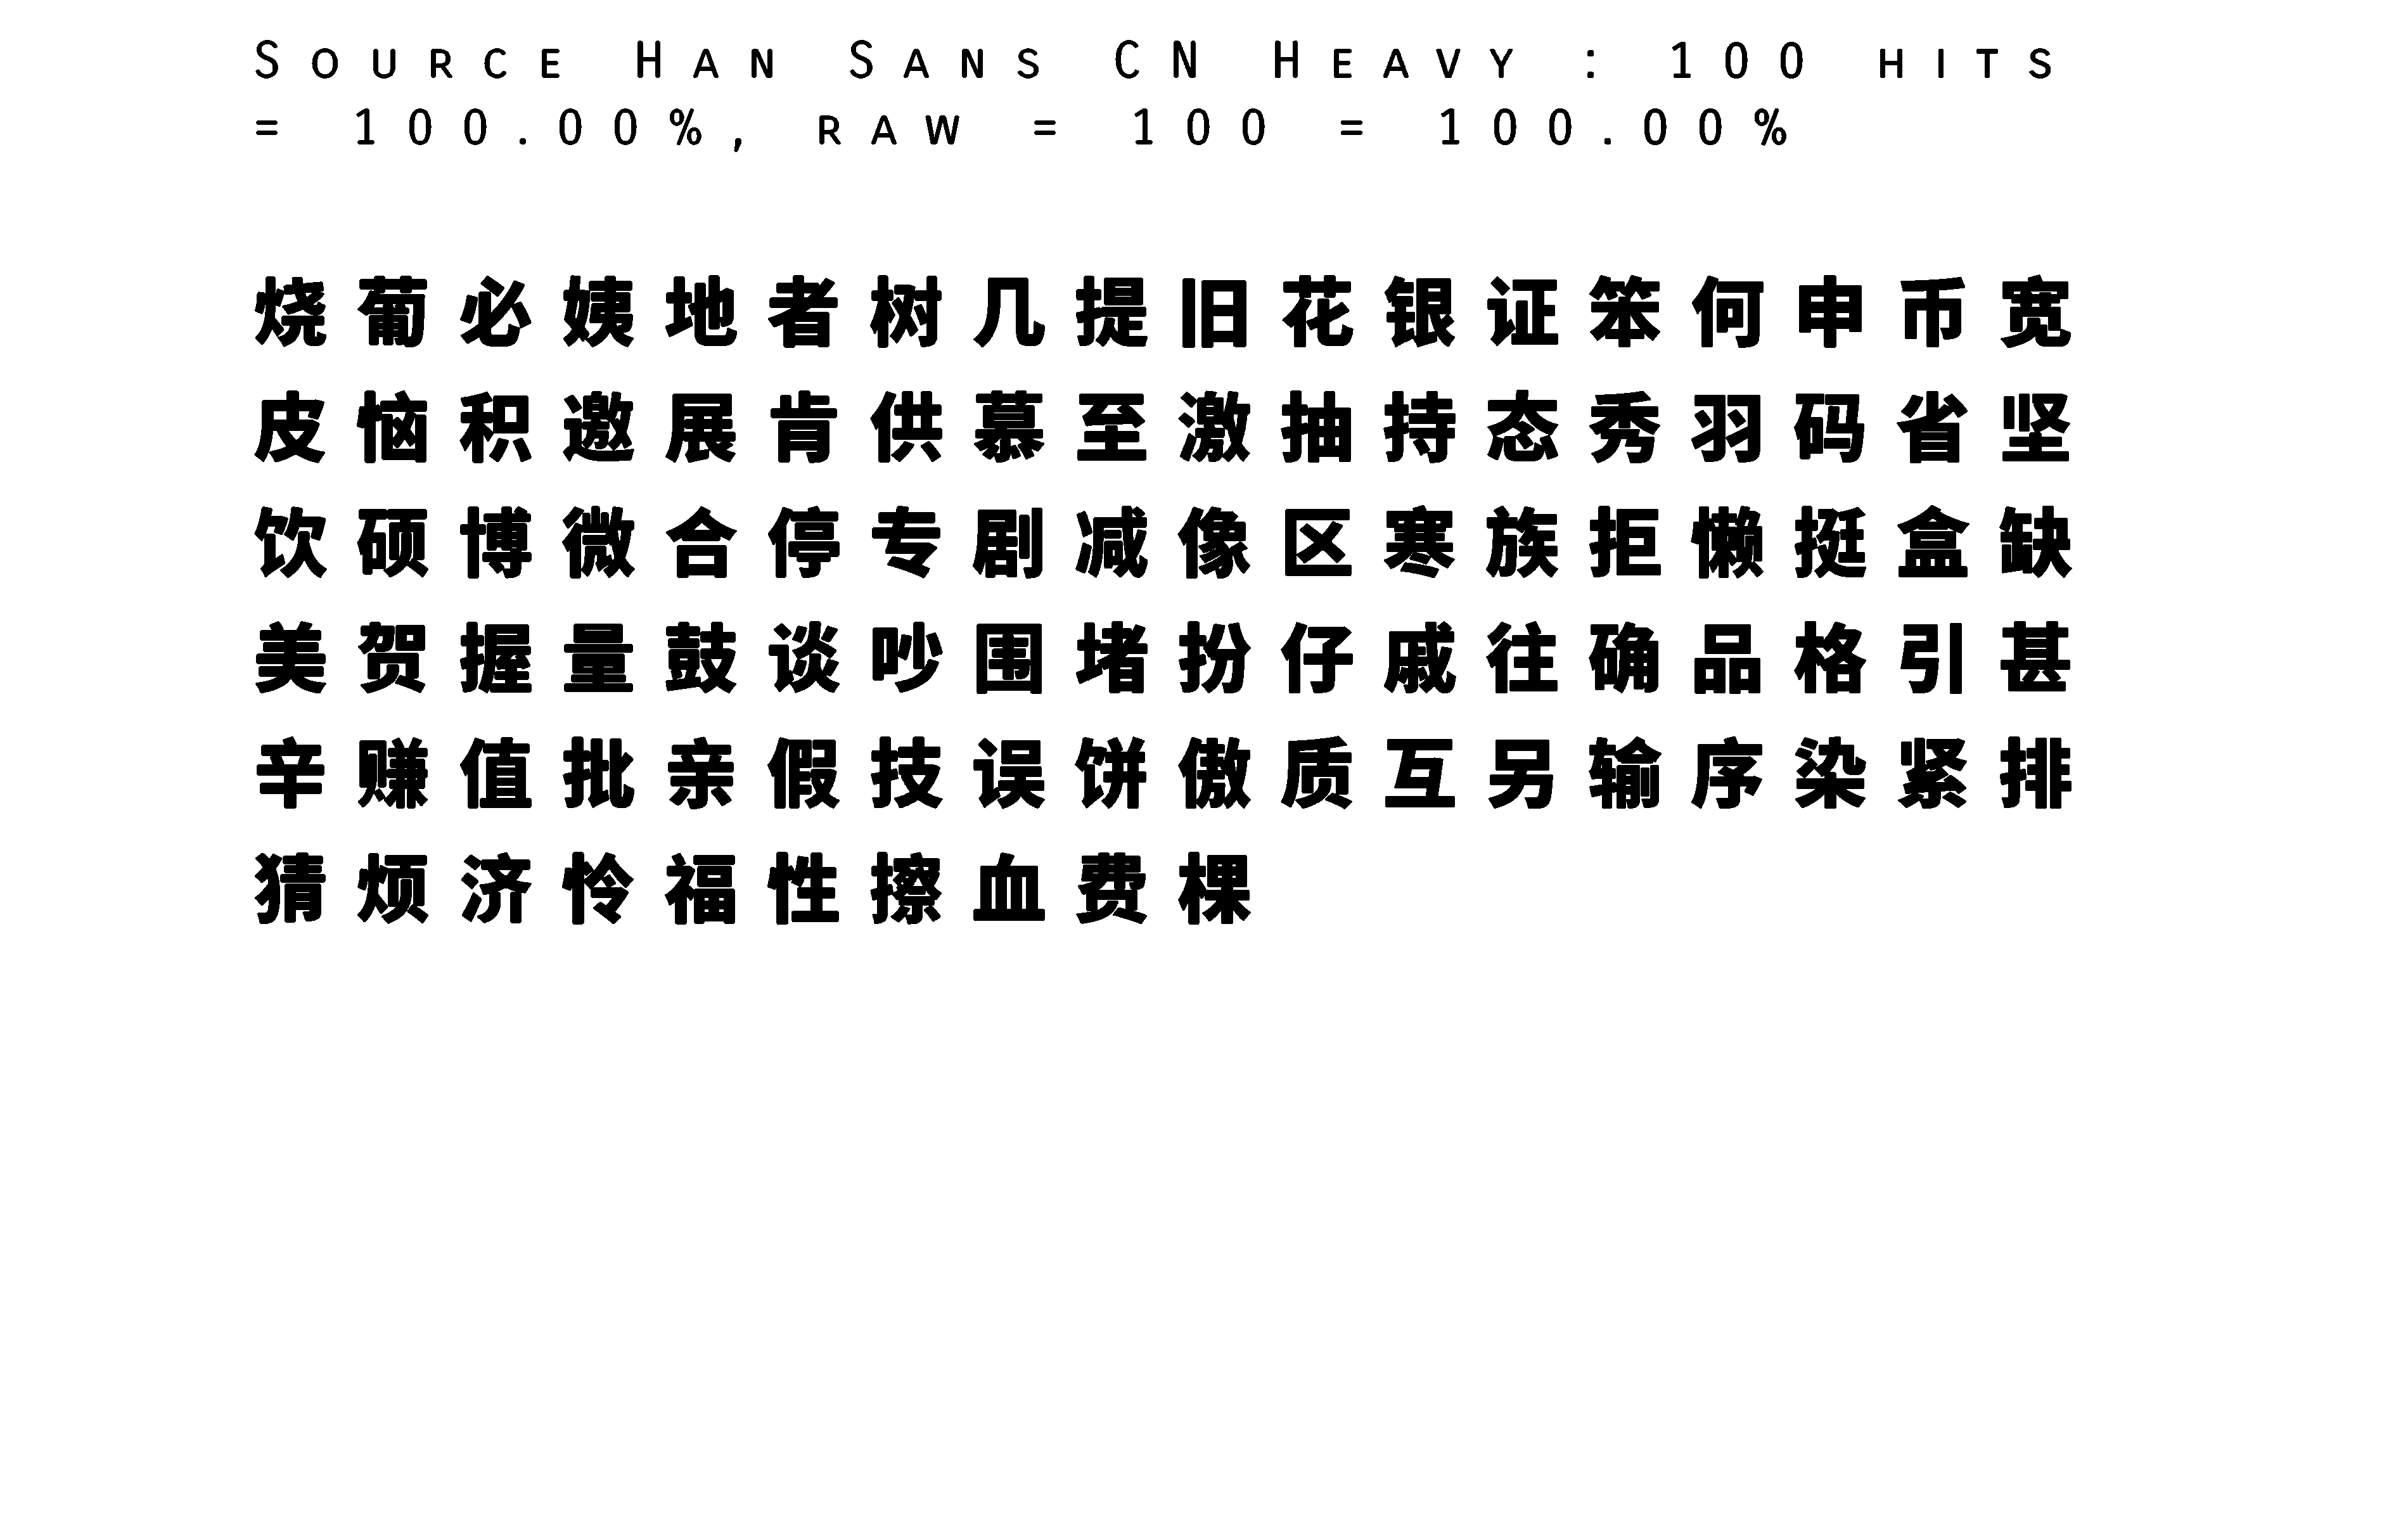 Source Han Sans CN Heavy : 100 hits
= 100.00%, raw = 100 = 100.00%
烧葡必姨地者树几提旧花银证笨何申币宽
皮恼积邀展肯供慕至激抽持态秀羽码省坚
饮硕博微合停专剧减像区寒族拒懒挺盒缺
美贺握量鼓谈吵围堵扮仔戚往确品格引甚
辛赚值批亲假技误饼傲质互另输序染紧排
猜烦济怜福性擦血费棵